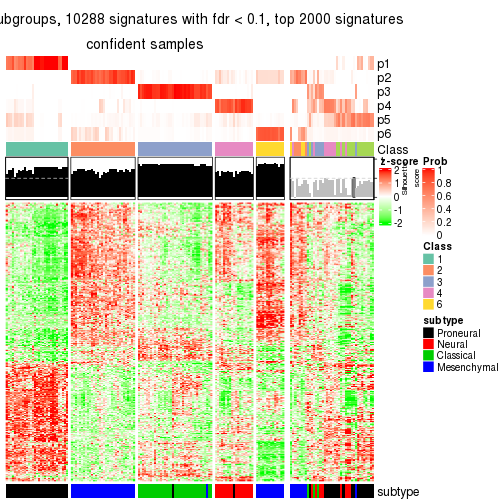 ubgroups, 10288 signatures with fdr < 0.1, top 2000 signatures
confident samples
p1
p2
p3
p4
p5
p6
Class
z-score
2
1
0
-1
-2
Silhouette
score
Prob
1
0.8
0.6
0.4
0.2
0
Class
1
2
3
4
6
subtype
Proneural
Neural
Classical
Mesenchymal
subtype